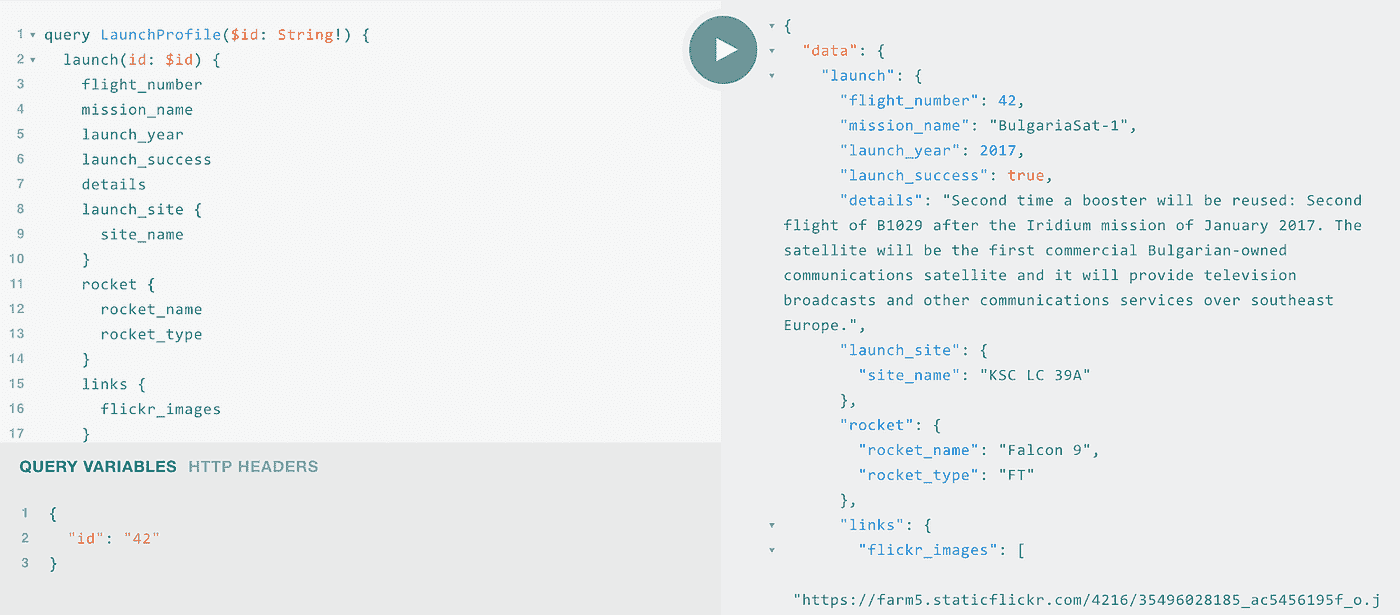 1 query LaunchProfile($id: String!) {
2 launch(id: $id) {
3 flight_number
4 mission_name
5 launch_year
6 launch_success
7 details
8 launch_site {
9 site_name
10 }
11 rocket {
12 rocket_name
13 rocket_type
14 }
15 links {
16 flickr_images
17 }
QUERY VARIABLES HTTP HEADERS
1 {
2 "id": "42"
3 }
{
"data": {
"launch": {
"flight_number": 42,
"mission_name": "BulgariaSat-1",
"launch_year": 2017,
"launch_success": true,
"details": "Second time a booster will be reused: Second
flight of B1029 after the Iridium mission of January 2017. The
satellite will be the first commercial Bulgarian-owned
communications satellite and it will provide television
broadcasts and other communications services over southeast
Europe.",
"launch_site": {
"site_name": "KSC LC 39A"
},
"rocket": {
"rocket_name": "Falcon 9",
"rocket_type": "FT"
},
"links": {
"flickr_images": [
"https://farm5.staticflickr.com/4216/35496028185_ac5456195f_o.j